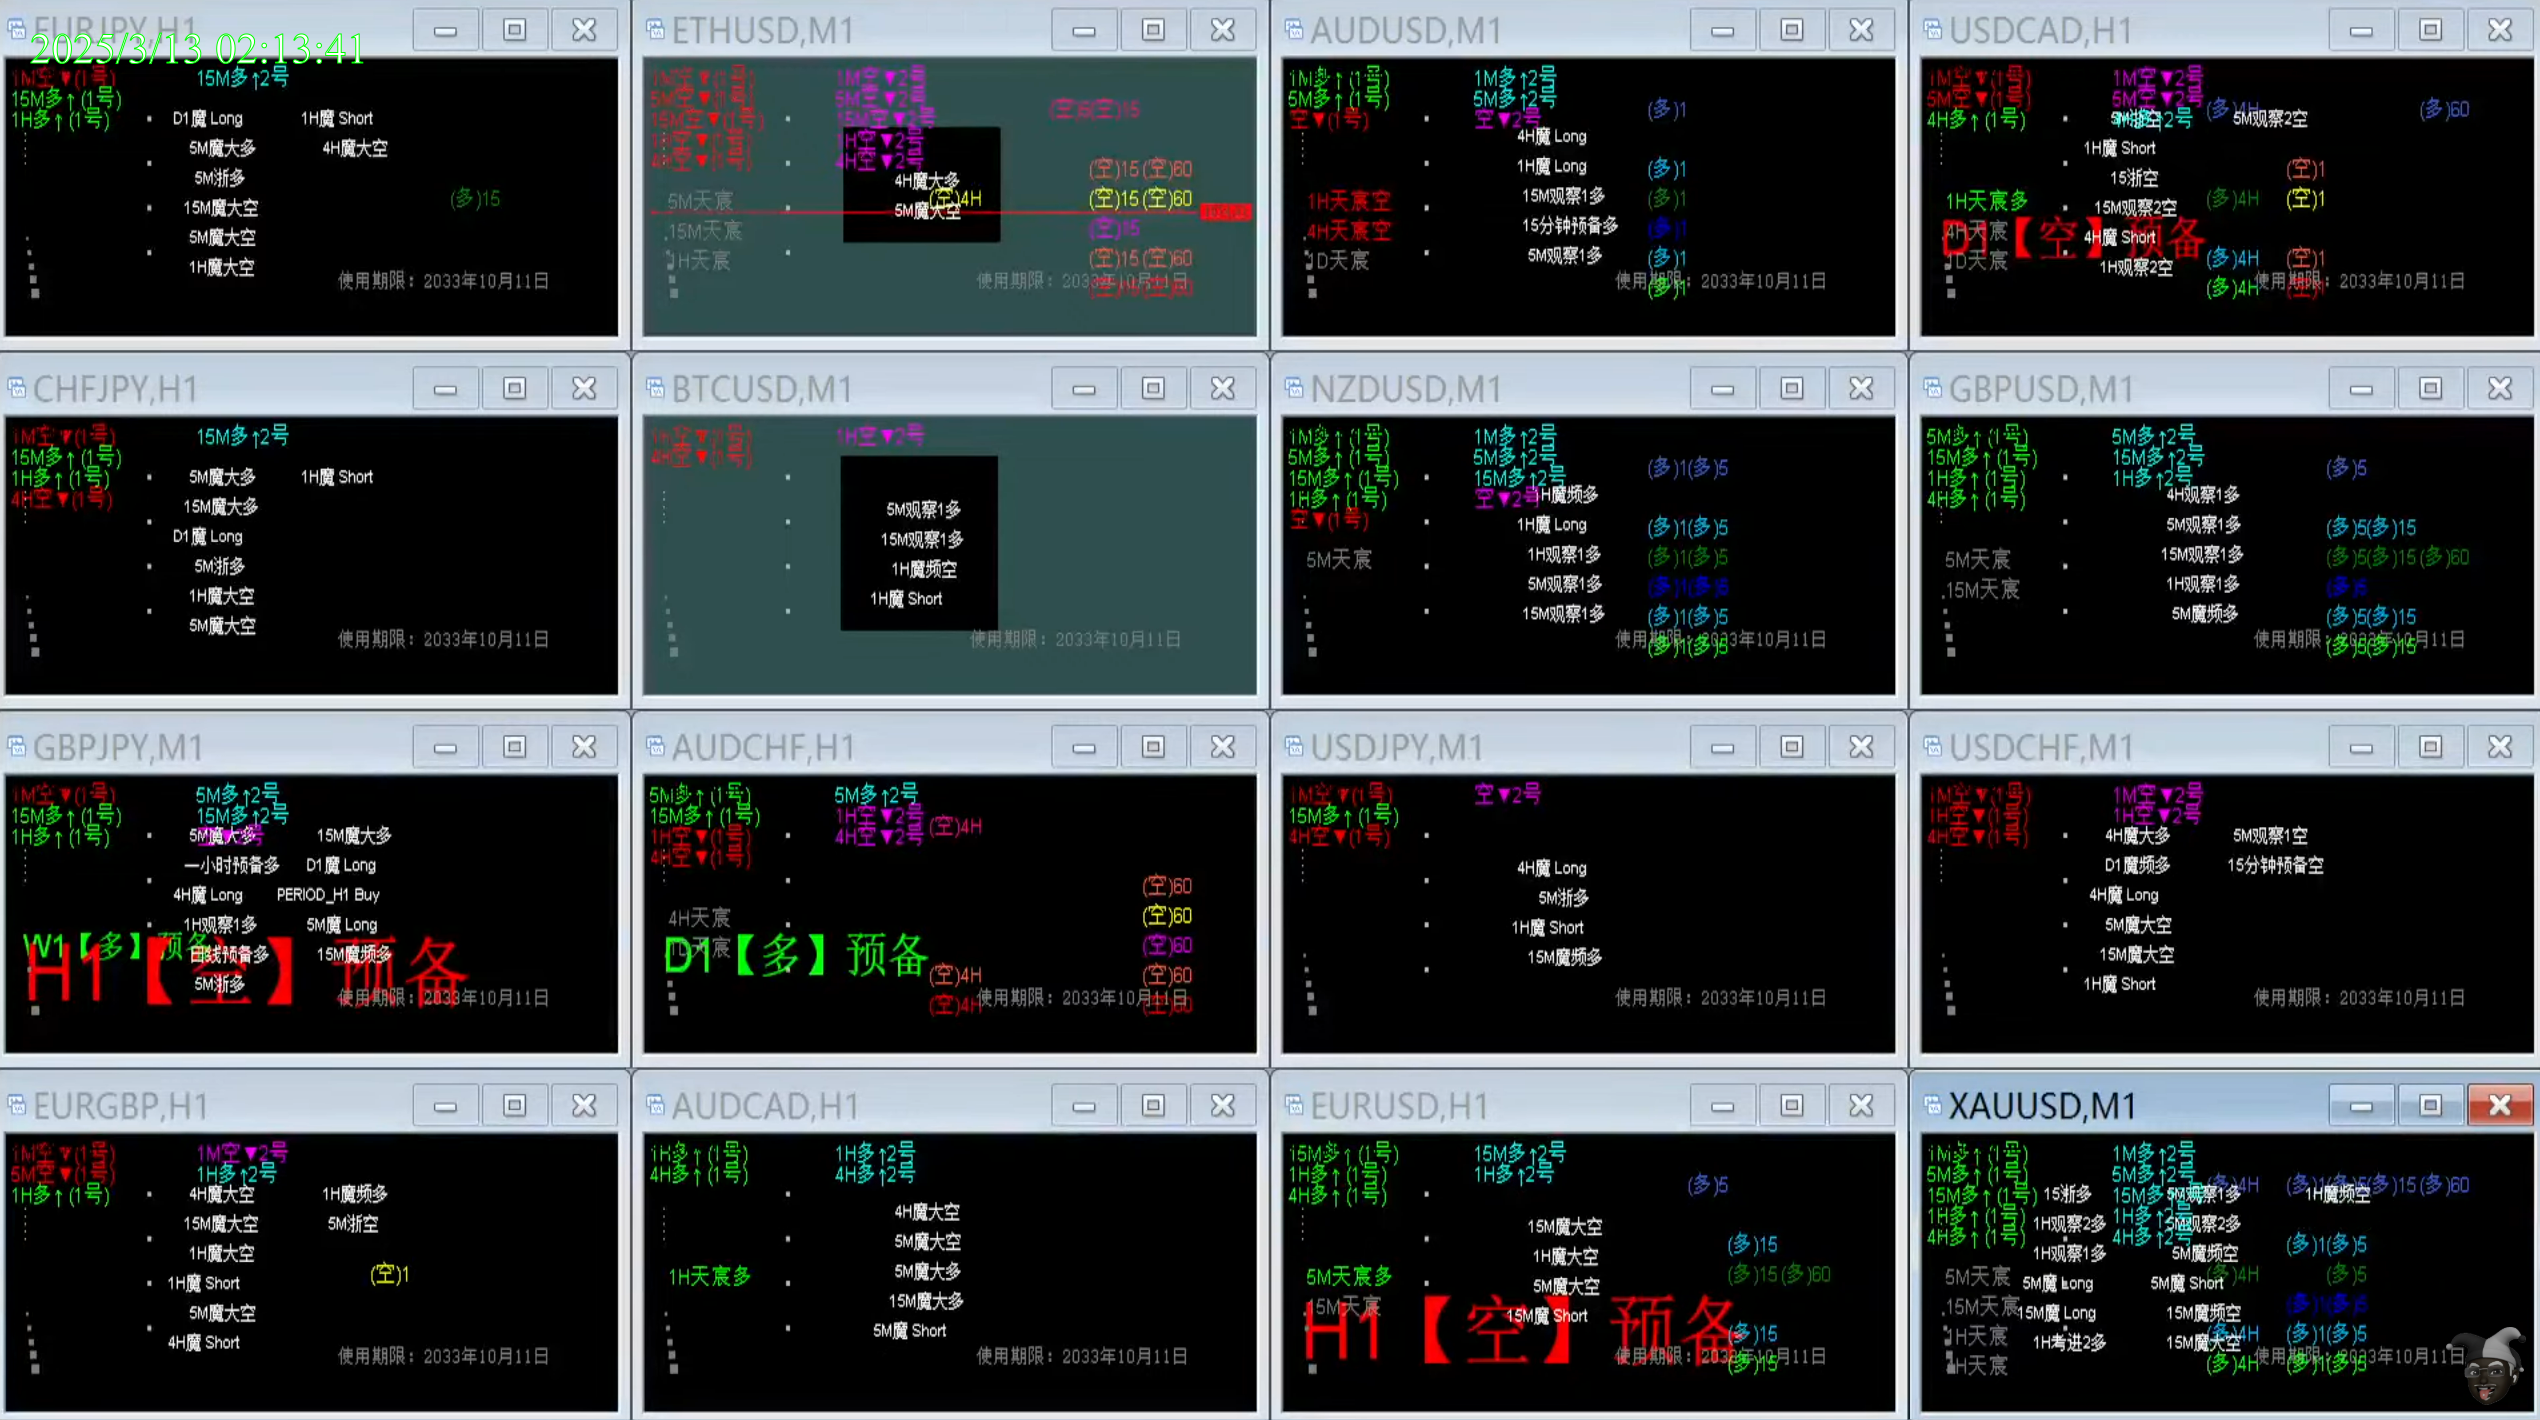 EURJPY,H1
2025/3/13 02:13:41
1M空▼(1号)
15M多↑2号
15M多↑(1号)
1H多↑(1号)
D1魔 Long
1H魔 Short
5M魔大多
4H魔大空
5M浙多
15M魔大空
5M魔大空
1H魔大空
(多)15
使用期限：2033年10月11日
ETHUSD,M1
1M空▼(1号)
5M空▼(1号)
15M空▼(1号)
1H空▼(1号)
4H空▼(1号)
1M空▼2号
5M空▼2号
15M空▼2号
1H空▼2号
4H空▼2号
4H魔大多
(空)4H
5M魔大空
5M天宸
15M天宸
1H天宸
(空)15 (空)60
(空)15 (空)60
(空)15
(空)15 (空)60
使用期限：2033年10月11日
AUDUSD,M1
1M多↑(1号)
5M多↑(1号)
空▼(1号)
1M多↑2号
5M多↑2号
空▼2号
4H魔 Long
1H魔 Long
15M观察1多
15分钟预备多
5M观察1多
1H天宸空
4H天宸空
1D天宸
(多)1
(多)1
(多)1
(多)1
(多)1
(多)1
使用期限：2033年10月11日
USDCAD,H1
1M空▼(1号)
5M空▼(1号)
4H多↑(1号)
1M空▼2号
5M空▼2号
(多)4H
(多)60
5M观察2空
1H魔 Short
15浙空
15M观察2空
4H魔 Short
1H观察2空
1H天宸多
4H天宸
1D天宸
D1【空】预备
(空)1
(多)4H
(空)1
(多)4H
(空)1
(多)4H
使用期限：2033年10月11日
CHFJPY,H1
1M空▼(1号)
15M多↑(1号)
1H多↑(1号)
4H空▼(1号)
15M多↑2号
5M魔大多
1H魔 Short
15M魔大多
D1魔 Long
5M浙多
1H魔大空
5M魔大空
使用期限：2033年10月11日
BTCUSD,M1
1H空▼(1号)
4H空▼(1号)
1H空▼2号
5M观察1多
15M观察1多
1H魔频空
1H魔 Short
使用期限：2033年10月11日
NZDUSD,M1
1M多↑(1号)
5M多↑(1号)
15M多↑(1号)
1H多↑(1号)
空▼(1号)
1M多↑2号
5M多↑2号
15M多↑2号
空▼2号
1H魔频多
1H魔 Long
1H观察1多
5M观察1多
15M观察1多
5M天宸
(多)1(多)5
(多)1(多)5
(多)1(多)5
(多)1(多)5
(多)1(多)5
(多)1(多)5
使用期限：2033年10月11日
GBPUSD,M1
5M多↑(1号)
15M多↑(1号)
1H多↑(1号)
4H多↑(1号)
5M多↑2号
15M多↑2号
1H多↑2号
4H观察1多
5M观察1多
15M观察1多
1H观察1多
5M魔频多
5M天宸
15M天宸
(多)5
(多)5(多)15
(多)5(多)15 (多)60
(多)5
(多)5(多)15
(多)5(多)15
使用期限：2033年10月11日
GBPJPY,M1
1M空▼(1号)
15M多↑(1号)
1H多↑(1号)
5M多↑2号
15M多↑2号
5M魔大多
15M魔大多
一小时预备多
D1魔 Long
4H魔 Long
PERIOD_H1 Buy
1H观察1多
5M魔 Long
日线预备多
15M魔频多
5M浙多
W1【多】预备
H1【空】预备
使用期限：2033年10月11日
AUDCHF,H1
5M多↑(1号)
15M多↑(1号)
1H空▼(1号)
4H空▼(1号)
5M多↑2号
1H空▼2号
4H空▼2号
(空)4H
(空)60
(空)60
(空)60
(空)4H
(空)60
(空)4H
(空)60
4H天宸
1D天宸
D1【多】预备
使用期限：2033年10月11日
USDJPY,M1
1M空▼(1号)
15M多↑(1号)
4H空▼(1号)
空▼2号
4H魔 Long
5M浙多
1H魔 Short
15M魔频多
使用期限：2033年10月11日
USDCHF,M1
1M空▼(1号)
1H空▼(1号)
4H空▼(1号)
1M空▼2号
1H空▼2号
4H魔大多
5M观察1空
D1魔频多
15分钟预备空
4H魔 Long
5M魔大空
15M魔大空
1H魔 Short
使用期限：2033年10月11日
EURGBP,H1
1M空▼(1号)
5M空▼(1号)
1H多↑(1号)
1M空▼2号
1H多↑2号
4H魔大空
1H魔频多
15M魔大空
5M浙空
1H魔大空
1H魔 Short
5M魔大空
4H魔 Short
(空)1
使用期限：2033年10月11日
AUDCAD,H1
1H多↑(1号)
4H多↑(1号)
1H多↑2号
4H多↑2号
4H魔大空
5M魔大空
5M魔大多
15M魔大多
5M魔 Short
1H天宸多
使用期限：2033年10月11日
EURUSD,H1
15M多↑(1号)
1H多↑(1号)
4H多↑(1号)
15M多↑2号
1H多↑2号
15M魔大空
1H魔大空
5M魔大空
15M魔 Short
5M天宸多
15M天宸
H1【空】预备
(多)5
(多)15
(多)15 (多)60
(多)15
(多)15
使用期限：2033年10月11日
XAUUSD,M1
1M多↑(1号)
5M多↑(1号)
15M多↑(1号)
1H多↑(1号)
4H多↑(1号)
1M多↑2号
5M多↑2号
15M多↑2号
1H多↑2号
4H多↑2号
15浙多
5M观察1多
1H魔频空
1H观察2多
5M观察2多
1H观察1多
5M魔频空
5M魔 Long
5M魔 Short
15M魔 Long
15M魔频空
1H考进2多
15M魔大空
5M天宸
15M天宸
1H天宸
4H天宸
(多)4H
(多)1(多)5(多)15 (多)60
(多)1(多)5
(多)4H
(多)5
(多)1(多)5
(多)4H
(多)1(多)5
(多)4H
(多)1(多)5
使用期限：2033年10月11日